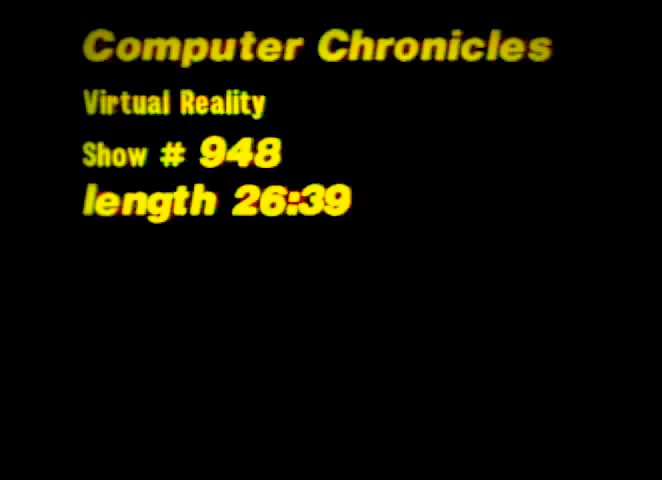 Computer Chronicles
Virtual Reality
Show # 948
length 26:39